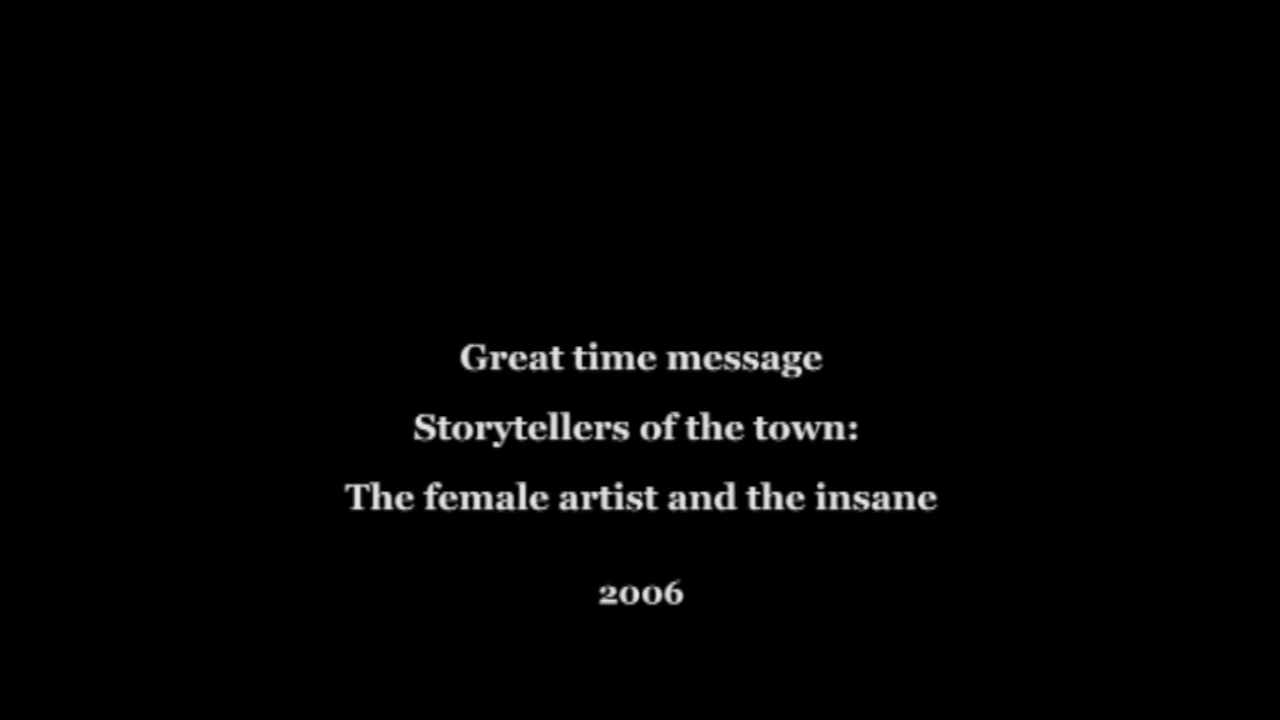 Great time message
Storytellers of the town:
The female artist and the insane
2006